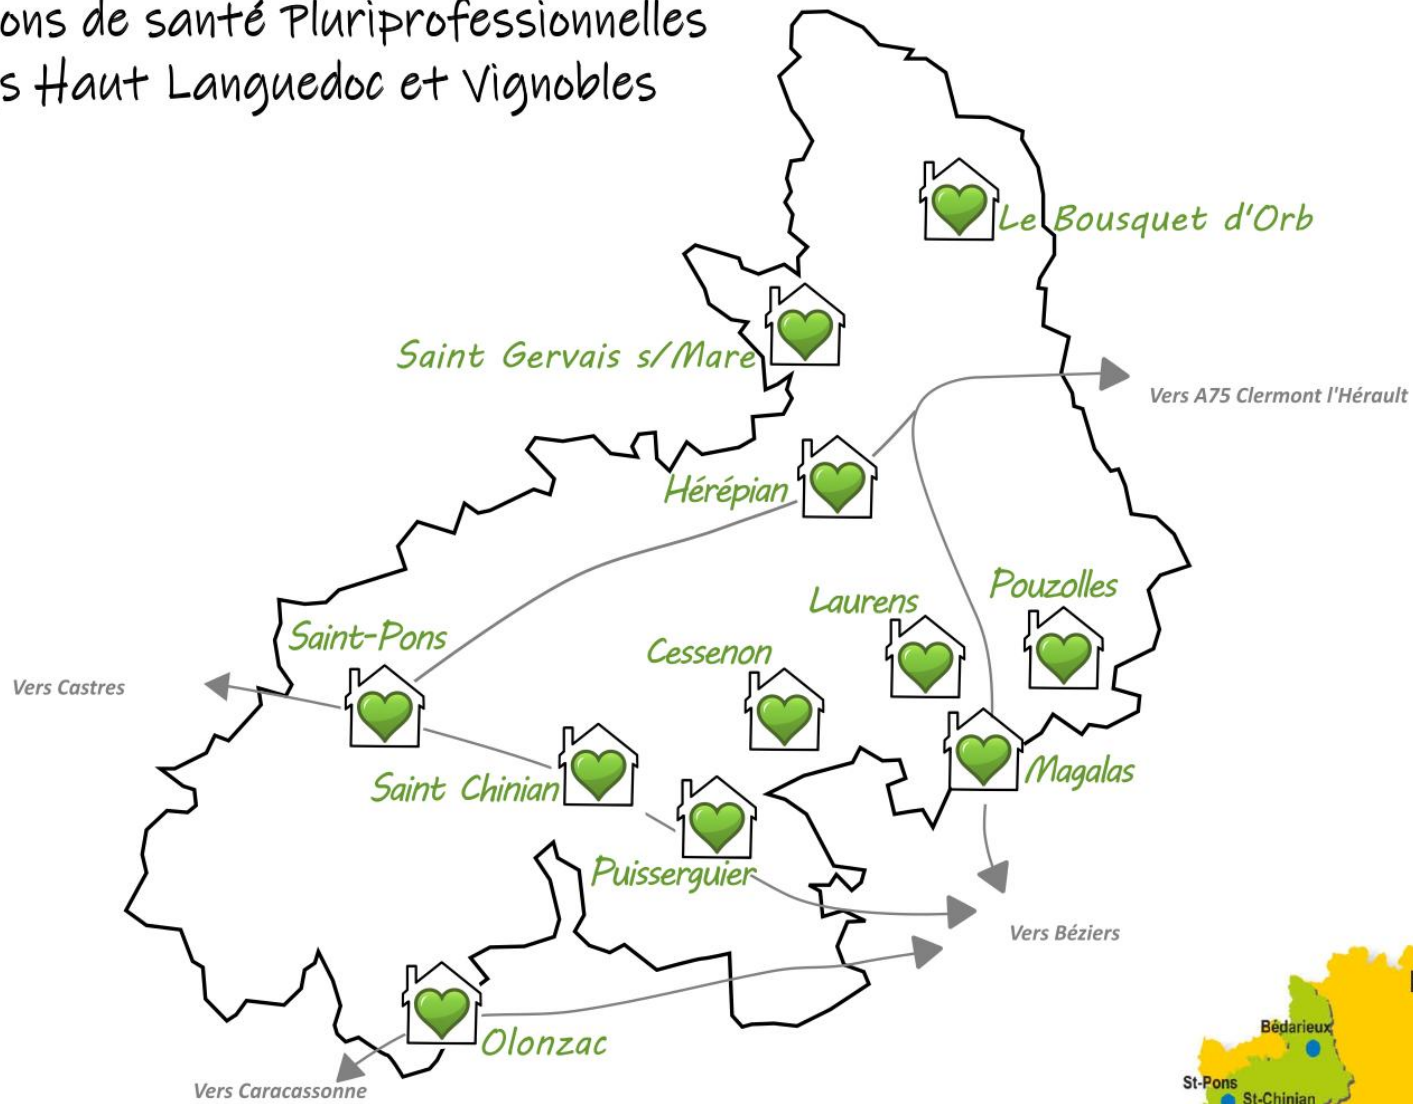 ons de santé Pluriprofessionnelles
s Haut Languedoc et Vignobles
Le Bousquet d'Orb
Saint Gervais s/Mare
Vers A75 Clermont l'Hérault
Hérépian
Pouzolles
Laurens
Saint-Pons
Cessenon
Vers Castres
Magalas
Saint Chinian
Puisserguier
Vers Béziers
Bédarieux
Olonzac
St-Pons
Vers Caracassonne
St-Chinian